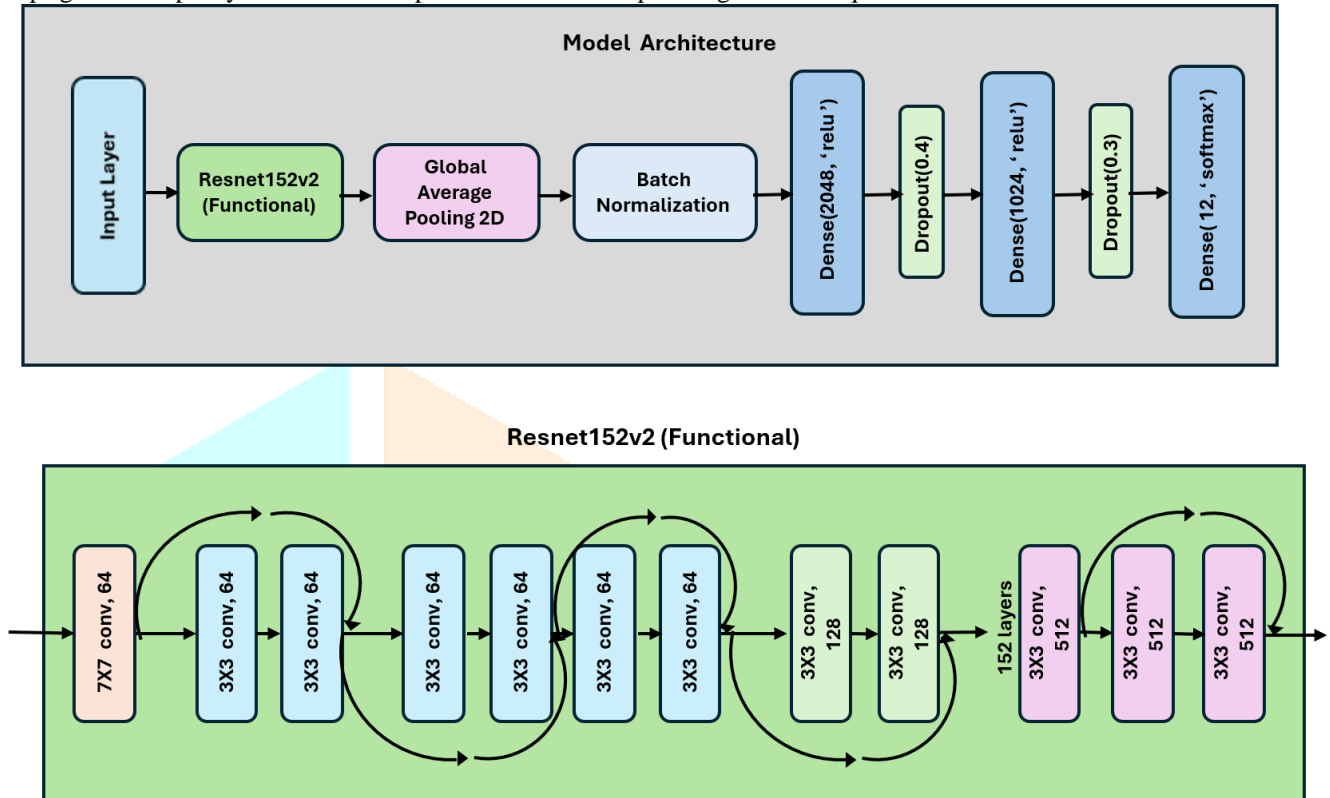 Model Architecture
Input Layer
Resnet152v2
(Functional)
Global
Average
Pooling 2D
Batch
Normalization
Dense(2048, ‘relu’)
Dropout(0.4)
Dense(1024, ‘ relu’)
Dropout(0.3)
Dense( 12, ‘ softmax’)
Resnet152v2 (Functional)
7X7 conv, 64
3X3 conv, 64
3X3 conv, 64
3X3 conv, 64
3X3 conv, 64
3X3 conv, 64
3X3 conv, 64
3X3 conv,
128
3X3 conv,
128
152 layers
3X3 conv,
512
3X3 conv,
512
3X3 conv,
512